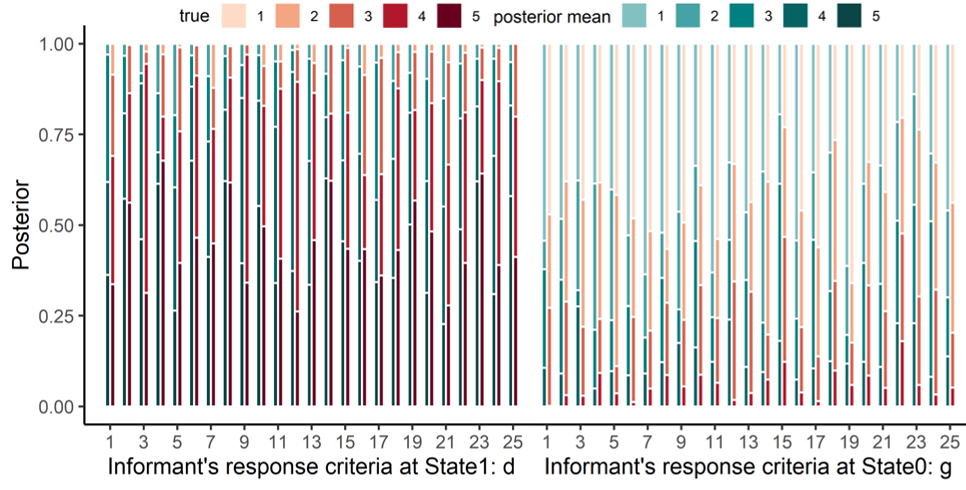 true 1 2 3 4 5 posterior mean 1 2 3 4 5
1.00
0.75
0.50
0.25
0.00
Posterior
1 3 5 7 9 11 13 15 17 19 21 23 25 1 3 5 7 9 11 13 15 17 19 21 23 25
Informant's response criteria at State1: d Informant's response criteria at State0: g